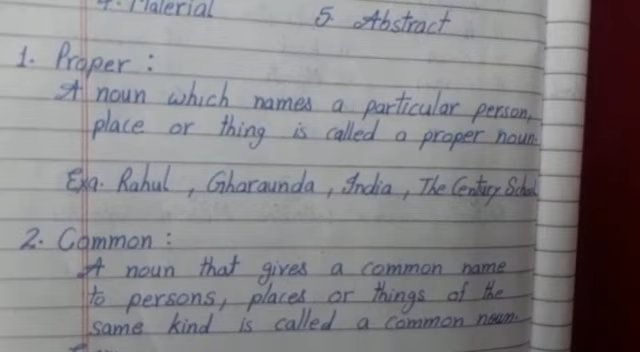 4. Material 5. Abstract
1. Proper :
A noun which names a particular person,
place or thing is called a proper noun.
Exa. Rahul , Gharaunda , India , The Century School
2. Common :
A noun that gives a common name
to persons, places or things of the
same kind is called a common noun.